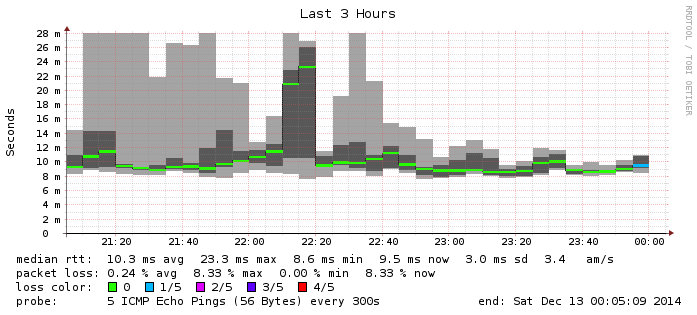 Last 3 Hours
RRDTOOL / TOBI OETIKER
Seconds
28 m
26 m
24 m
22 m
20 m
18 m
16 m
14 m
12 m
10 m
8 m
6 m
4 m
2 m
0
21:20 21:40 22:00 22:20 22:40 23:00 23:20 23:40 00:00
median rtt: 10.3 ms avg 23.3 ms max 8.6 ms min 9.5 ms now 3.0 ms sd 3.4 am/s
packet loss: 0.24 % avg 8.33 % max 0.00 % min 8.33 % now
loss color: 0 1/5 2/5 3/5 4/5
probe: 5 ICMP Echo Pings (56 Bytes) every 300s end: Sat Dec 13 00:05:09 2014